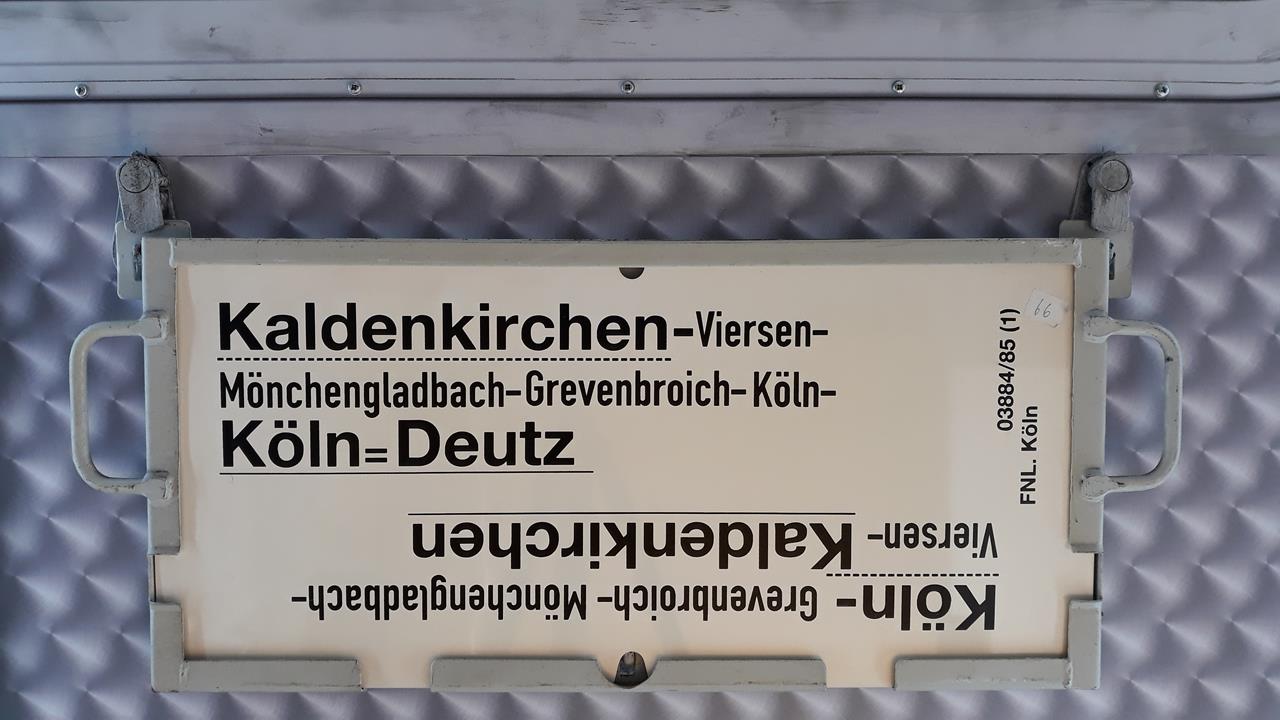 Kaldenkirchen-Viersen-
Mönchengladbach-Grevenbroich-Köln-
Köln=Deutz
Köln- Grevenbroich- Mönchengladbach-
Viersen- Kaldenkirchen
03884/85 (1)
FNL. Köln
66